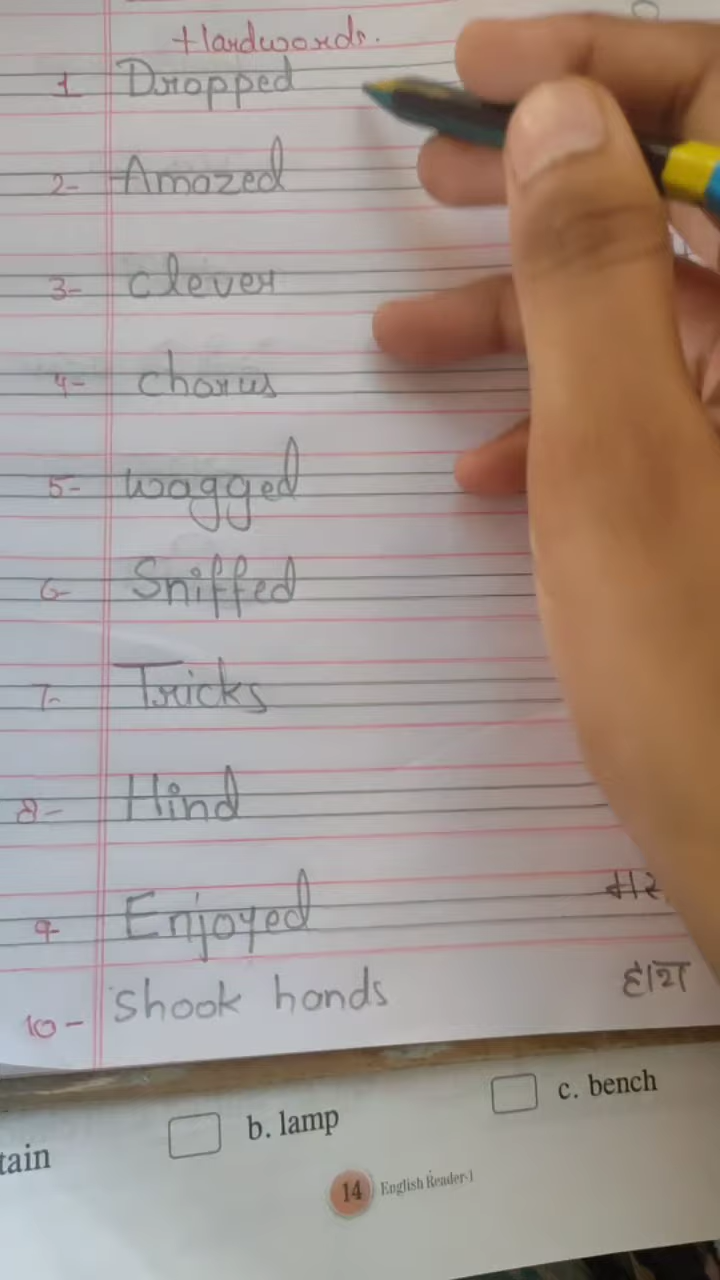 Hardwords.
1 Dropped
2- Amazed
3- clever
4- chorus
5- wagged
6- Sniffed
7- Tricks
8- Hind
9- Enjoyed
10- Shook hands
b. lamp c. bench
14 English Reader-1